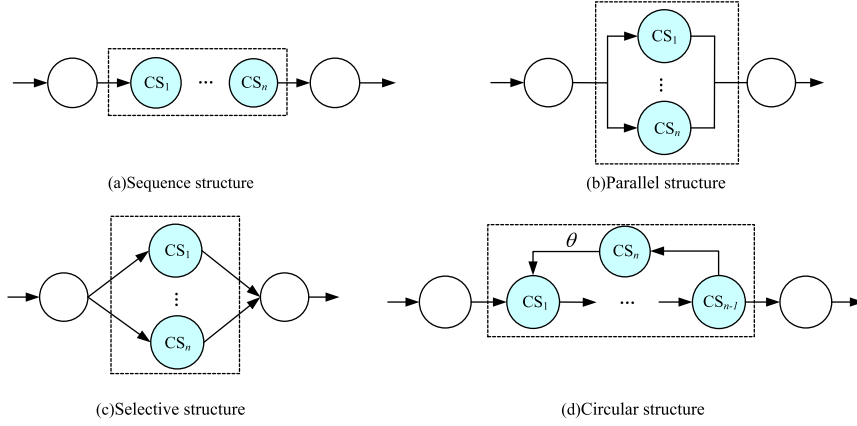 CS₁ ··· CSₙ
(a)Sequence structure
CS₁
⋮
CSₙ
(b)Parallel structure
CS₁
⋮
CSₙ
(c)Selective structure
θ
CSₙ
CS₁ ··· CSₙ₋₁
(d)Circular structure